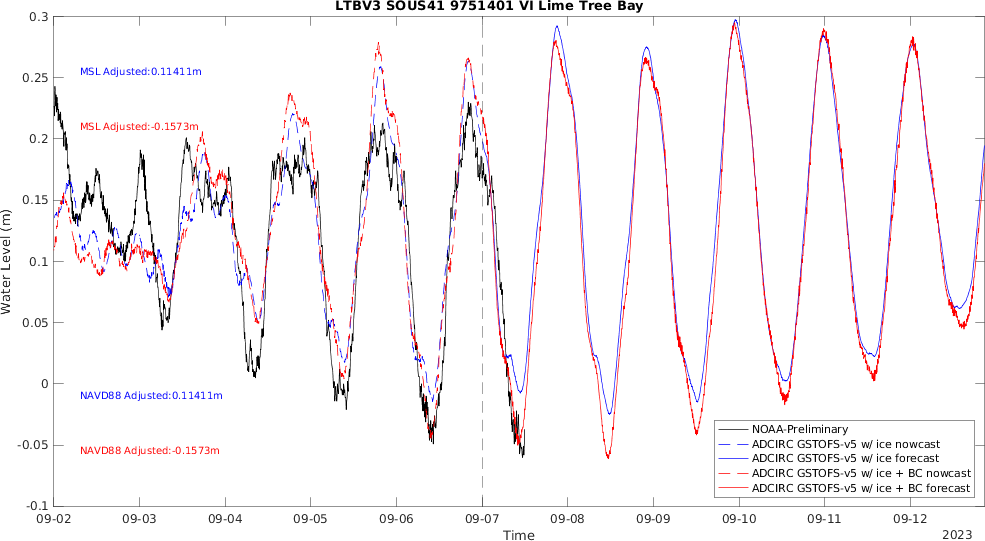 LTBV3 SOUS41 9751401 VI Lime Tree Bay
0.3
0.25
0.2
0.15
0.1
0.05
0
-0.05
-0.1
Water Level (m)
MSL Adjusted:0.11411m
MSL Adjusted:-0.1573m
NAVD88 Adjusted:0.11411m
NAVD88 Adjusted:-0.1573m
NOAA-Preliminary
ADCIRC GSTOFS-v5 w/ ice nowcast
ADCIRC GSTOFS-v5 w/ ice forecast
ADCIRC GSTOFS-v5 w/ ice + BC nowcast
ADCIRC GSTOFS-v5 w/ ice + BC forecast
09-02 09-03 09-04 09-05 09-06 09-07 09-08 09-09 09-10 09-11 09-12
Time
2023